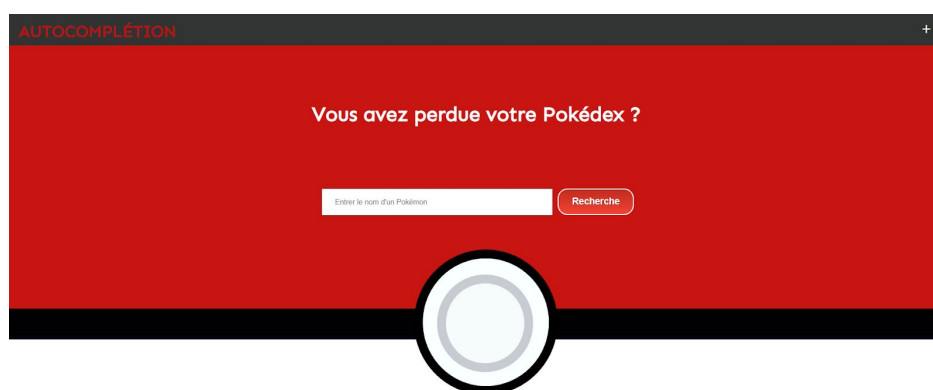 AUTOCOMPLÉTION
+
Vous avez perdue votre Pokédex ?
Entrer le nom d'un Pokémon
Recherche